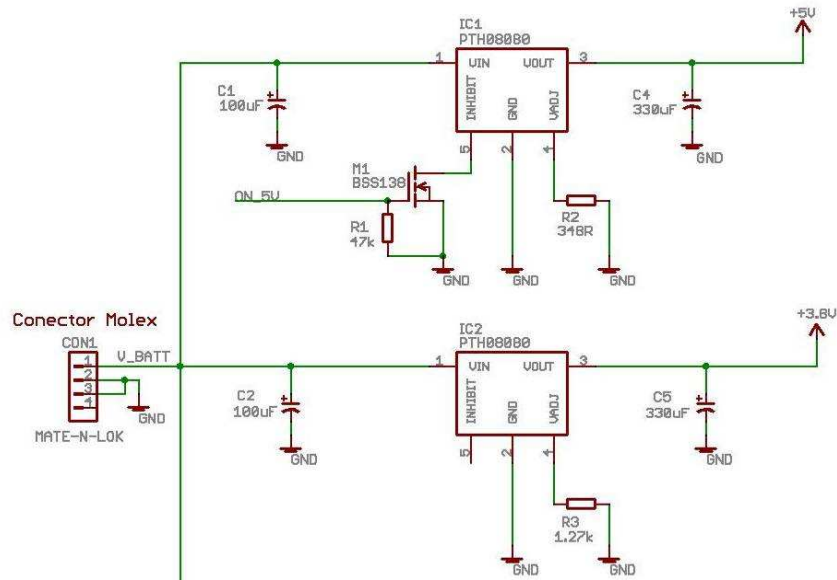 +5V
IC1
PTH08080
1 VIN VOUT 3
INHIBIT GND VADJ
5 2 4
C1
100uF
GND
C4
330uF
GND
M1
BSS138
ON_5V
R1
47k
GND
GND
R2
348R
GND
Conector Molex
CON1
1
2
3
4
V_BATT
GND
MATE-N-LOK
+3.8V
IC2
PTH08080
1 VIN VOUT 3
INHIBIT GND VADJ
5 2 4
C2
100uF
GND
C5
330uF
GND
R3
1.27k
GND
GND